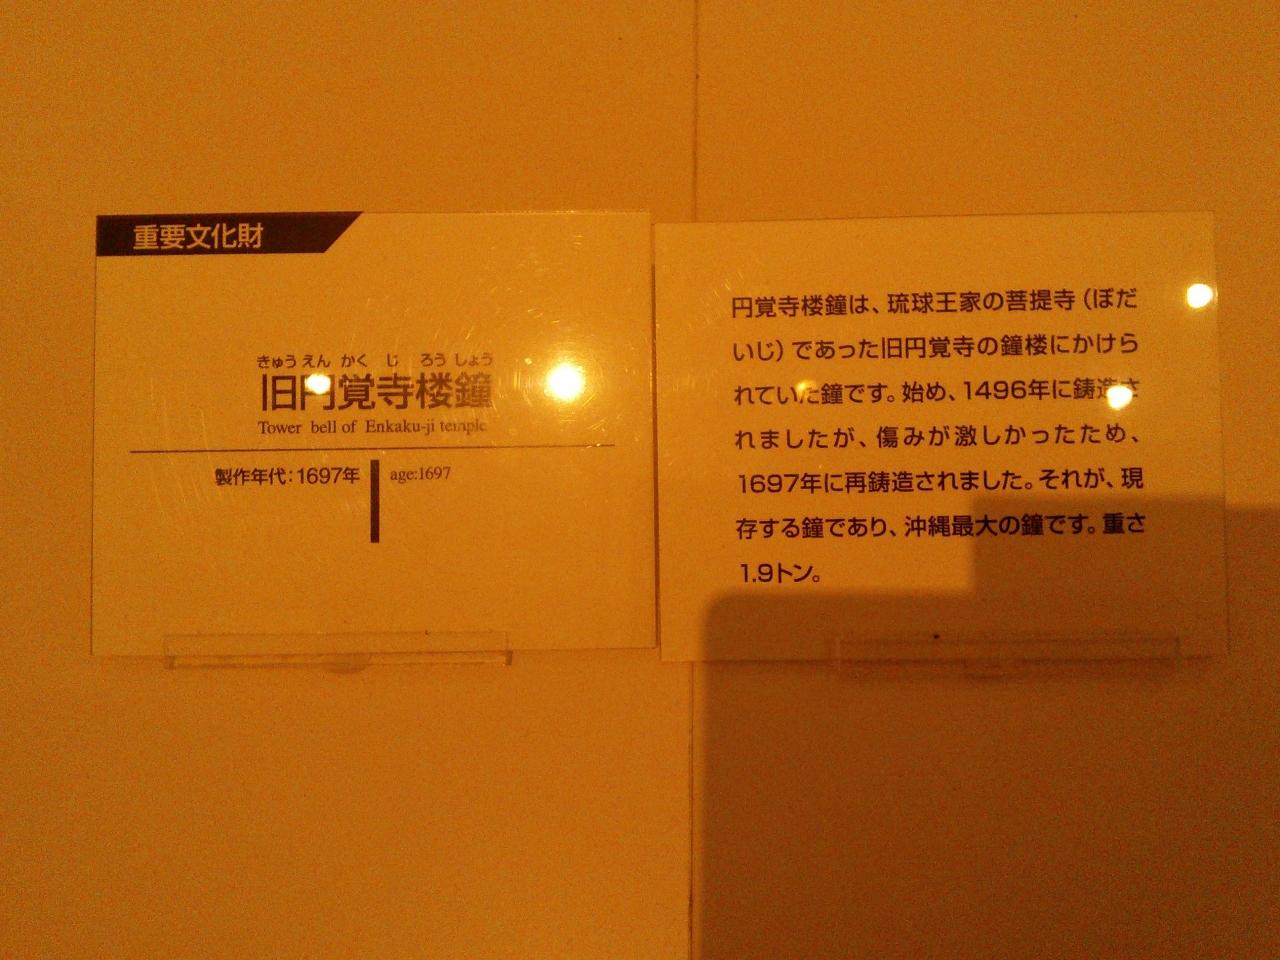 重要文化財
きゅう えん かく じ ろう しょう
旧円覚寺楼鐘
Tower bell of Enkaku-ji temple
製作年代：1697年
age:1697
円覚寺楼鐘は、琉球王家の菩提寺（ぼだ
いじ）であった旧円覚寺の鐘楼にかけら
れていた鐘です。始め、1496年に鋳造さ
れましたが、傷みが激しかったため、
1697年に再鋳造されました。それが、現
存する鐘であり、沖縄最大の鐘です。重さ
1.9トン。